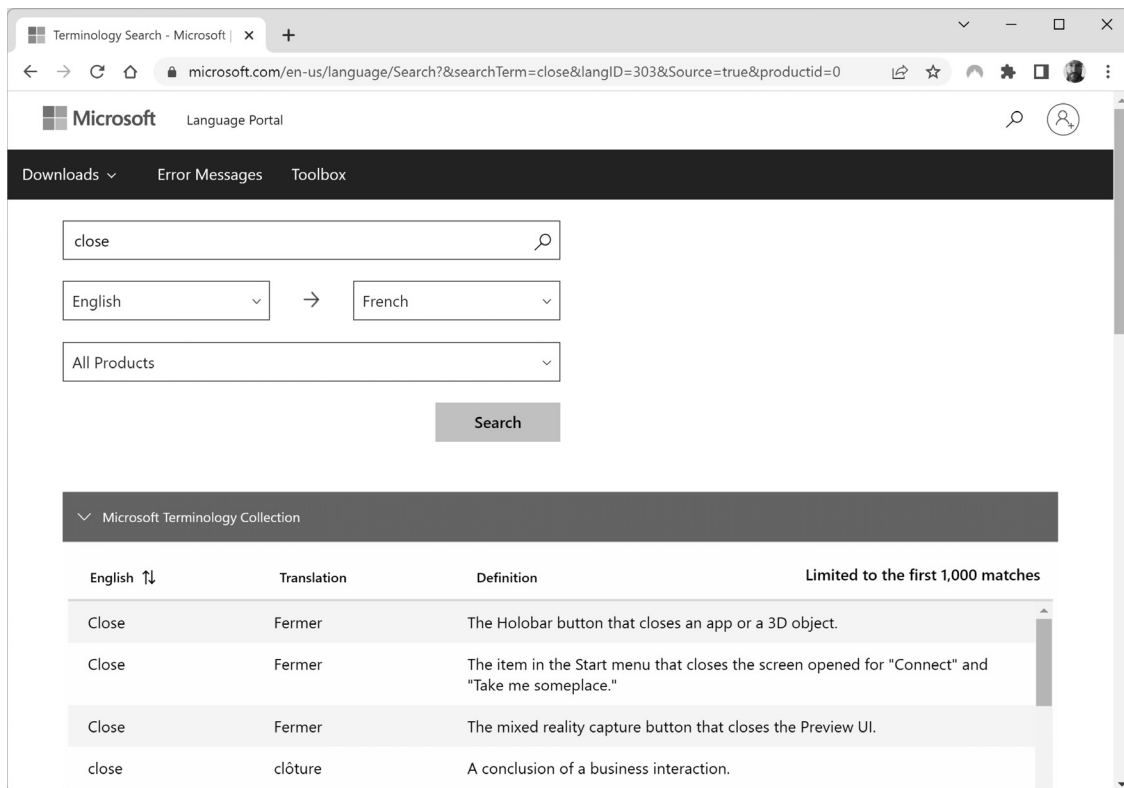 Terminology Search - Microsoft |
microsoft.com/en-us/language/Search?&searchTerm=close&langID=303&Source=true&productid=0
Microsoft Language Portal
Downloads Error Messages Toolbox
close
English → French
All Products
Search
Microsoft Terminology Collection
English Translation Definition Limited to the first 1,000 matches
Close Fermer The Holobar button that closes an app or a 3D object.
Close Fermer The item in the Start menu that closes the screen opened for "Connect" and
"Take me someplace."
Close Fermer The mixed reality capture button that closes the Preview UI.
close clôture A conclusion of a business interaction.